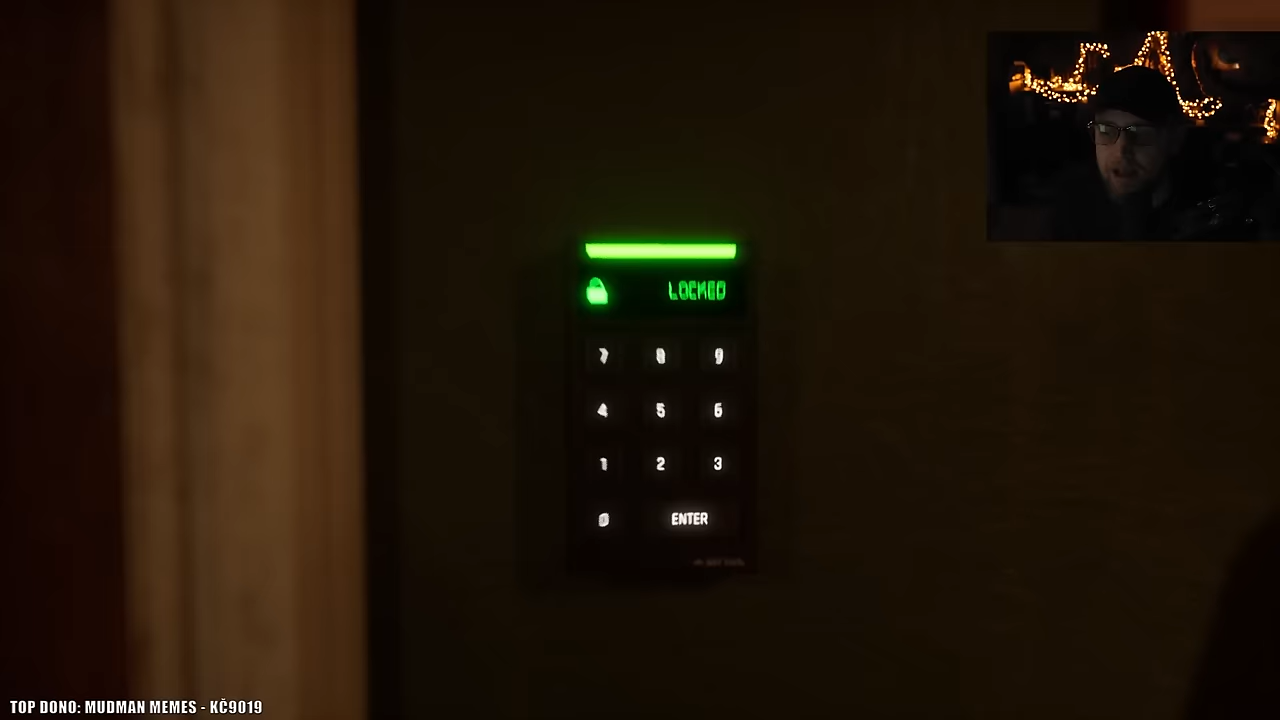 LOCKED
7 8 9
4 5 6
1 2 3
0 ENTER
TOP DONO: MUDMAN MEMES - KČ9019